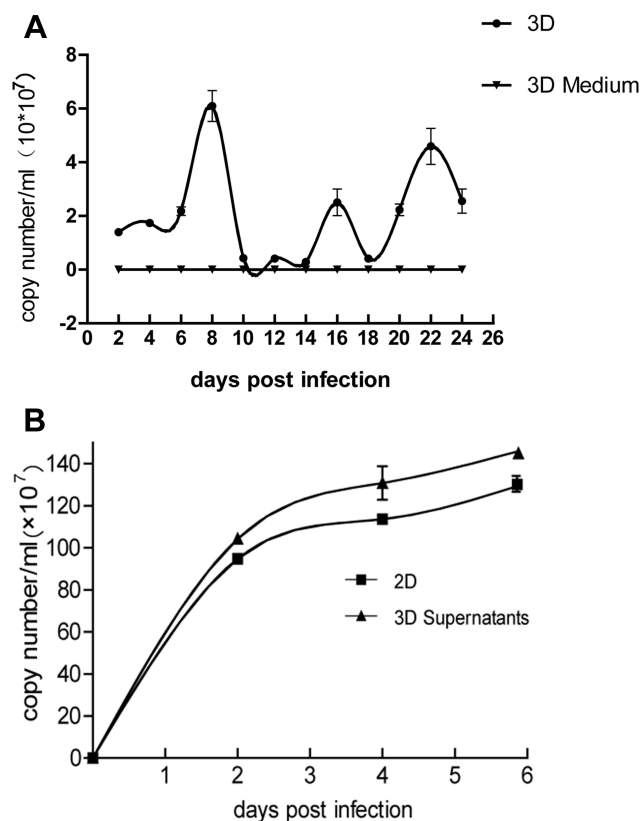 A
3D
3D Medium
copy number/ml（10*10⁷)
8
6
4
2
0
-2
0 2 4 6 8 10 12 14 16 18 20 22 24 26
days post infection
B
copy number/ml(×10⁷)
140
120
100
80
60
40
20
0
2D
3D Supernatants
1 2 3 4 5 6
days post infection